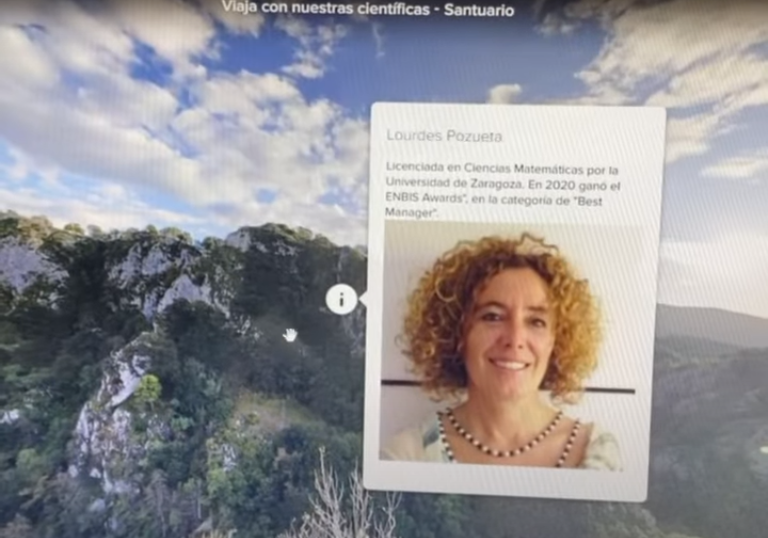 Viaja con nuestras científicas - Santuario
Lourdes Pozueta
Licenciada en Ciencias Matemáticas por la
Universidad de Zaragoza. En 2020 ganó el
ENBIS Awards", en la categoría de "Best
Manager".
i